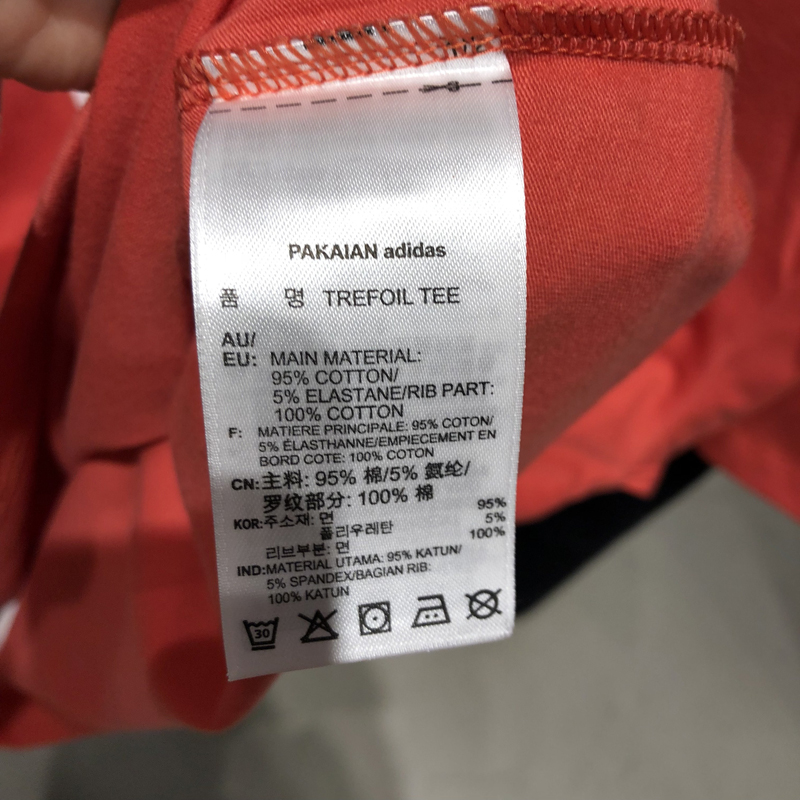 1/2
PAKAIAN adidas
품 명 TREFOIL TEE
AU/
EU: MAIN MATERIAL:
95% COTTON/
5% ELASTANE/RIB PART:
100% COTTON
F: MATIERE PRINCIPALE: 95% COTON/
5% ÉLASTHANNE/EMPIECEMENT EN
BORD COTE: 100% COTON
CN:主料: 95% 棉/5% 氨纶/
罗纹部分: 100% 棉
KOR:주소재: 면 95%
폴리우레탄 5%
리브부분: 면 100%
IND:MATERIAL UTAMA: 95% KATUN/
5% SPANDEX/BAGIAN RIB:
100% KATUN
30